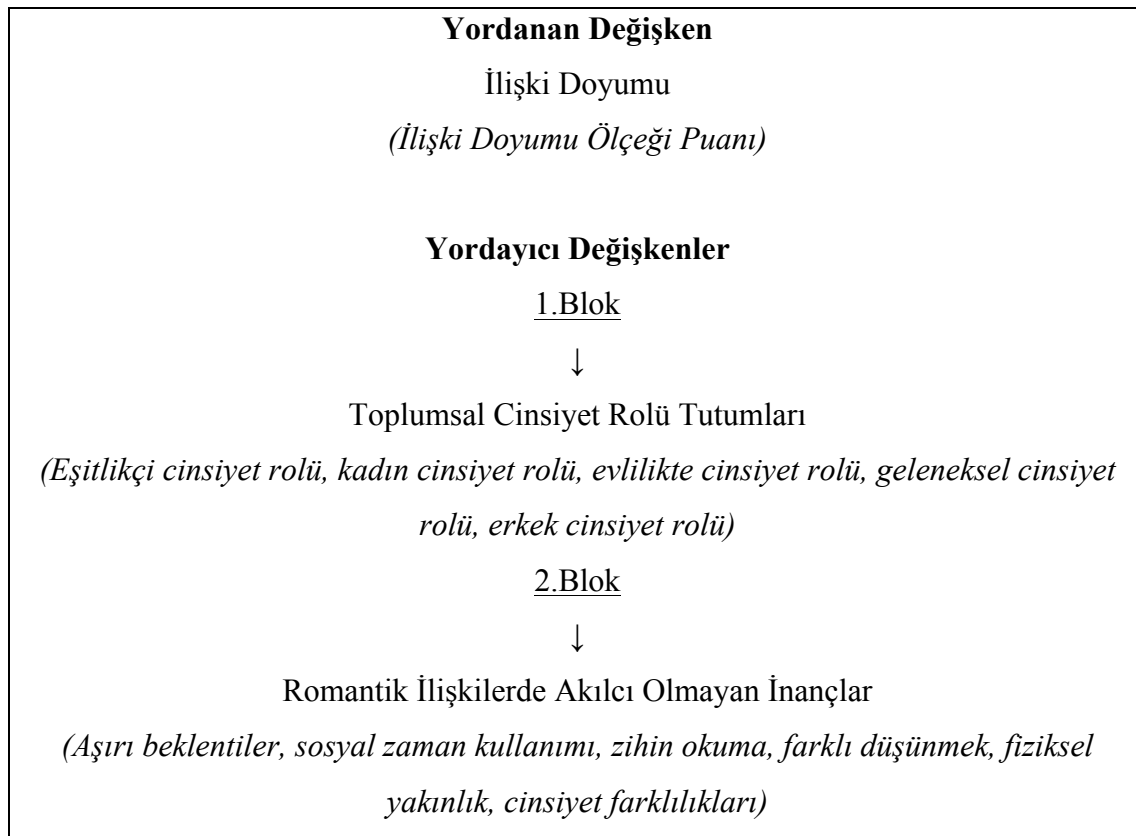 Yordanan Değişken
İlişki Doyumu
(İlişki Doyumu Ölçeği Puanı)
Yordayıcı Değişkenler
1.Blok
↓
Toplumsal Cinsiyet Rolü Tutumları
(Eşitlikçi cinsiyet rolü, kadın cinsiyet rolü, evlilikte cinsiyet rolü, geleneksel cinsiyet
rolü, erkek cinsiyet rolü)
2.Blok
↓
Romantik İlişkilerde Akılcı Olmayan İnançlar
(Aşırı beklentiler, sosyal zaman kullanımı, zihin okuma, farklı düşünmek, fiziksel
yakınlık, cinsiyet farklılıkları)